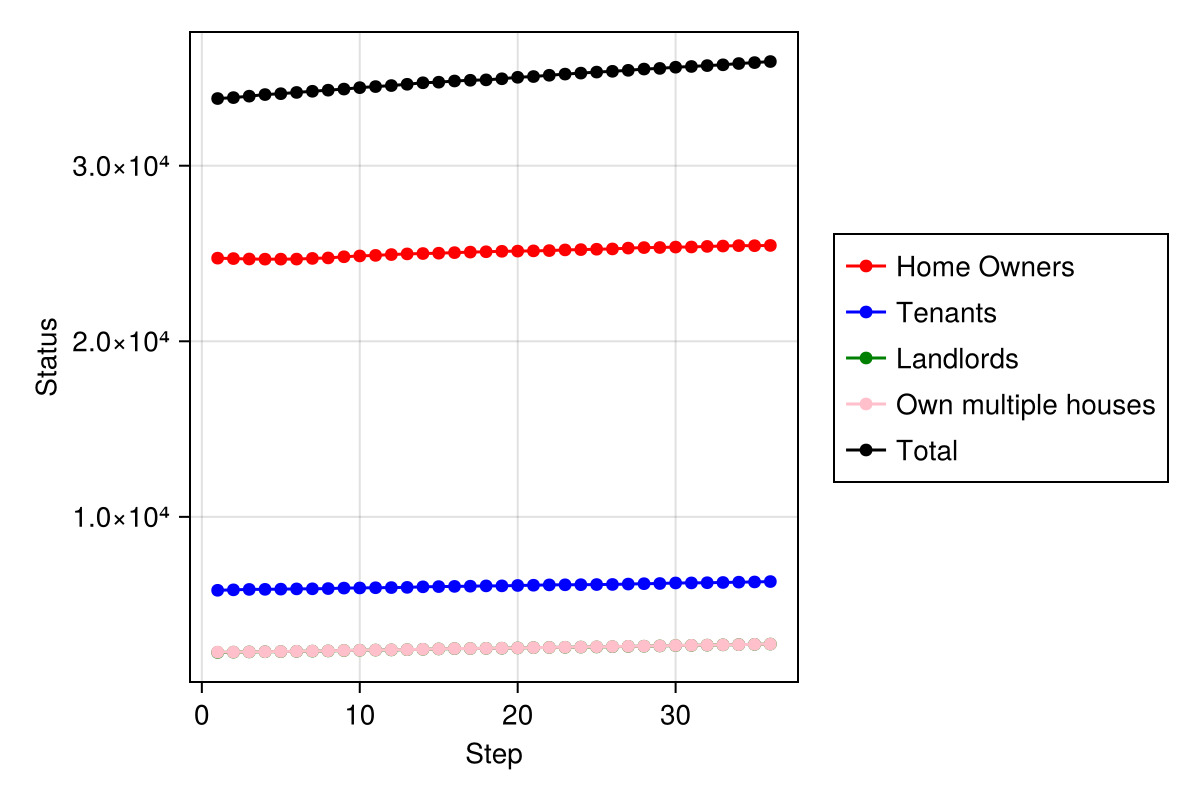 Status
3.0×10⁴
2.0×10⁴
1.0×10⁴
0
10
20
30
Step
Home Owners
Tenants
Landlords
Own multiple houses
Total